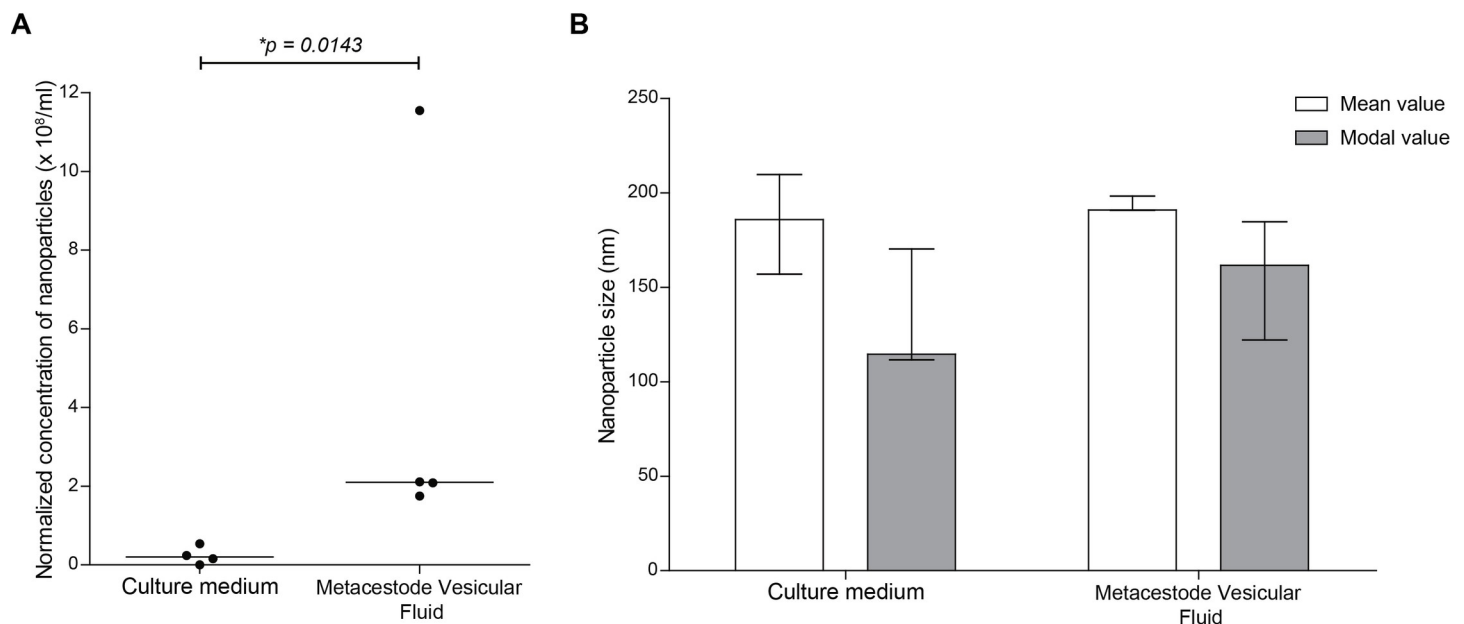 A
*p = 0.0143
Normalized concentration of nanoparticles (x 10⁸/ml)
12
10
8
6
4
2
0
Culture medium
Metacestode Vesicular
Fluid
B
Mean value
Modal value
Nanoparticle size (nm)
250
200
150
100
50
0
Culture medium
Metacestode Vesicular
Fluid